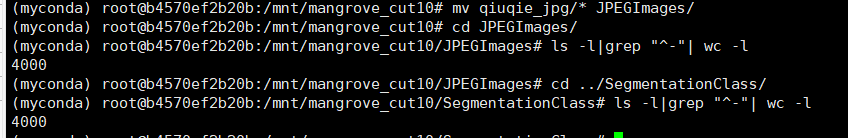 (myconda) root@b4570ef2b20b:/mnt/mangrove_cut10# mv qiuqie_jpg/* JPEGImages/
(myconda) root@b4570ef2b20b:/mnt/mangrove_cut10# cd JPEGImages/
(myconda) root@b4570ef2b20b:/mnt/mangrove_cut10/JPEGImages# ls -l|grep "^-"| wc -l
4000
(myconda) root@b4570ef2b20b:/mnt/mangrove_cut10/JPEGImages# cd ../SegmentationClass/
(myconda) root@b4570ef2b20b:/mnt/mangrove_cut10/SegmentationClass# ls -l|grep "^-"| wc -l
4000
(myconda) root@b4570ef2b20b:/mnt/mangrove_cut10/SegmentationClass#